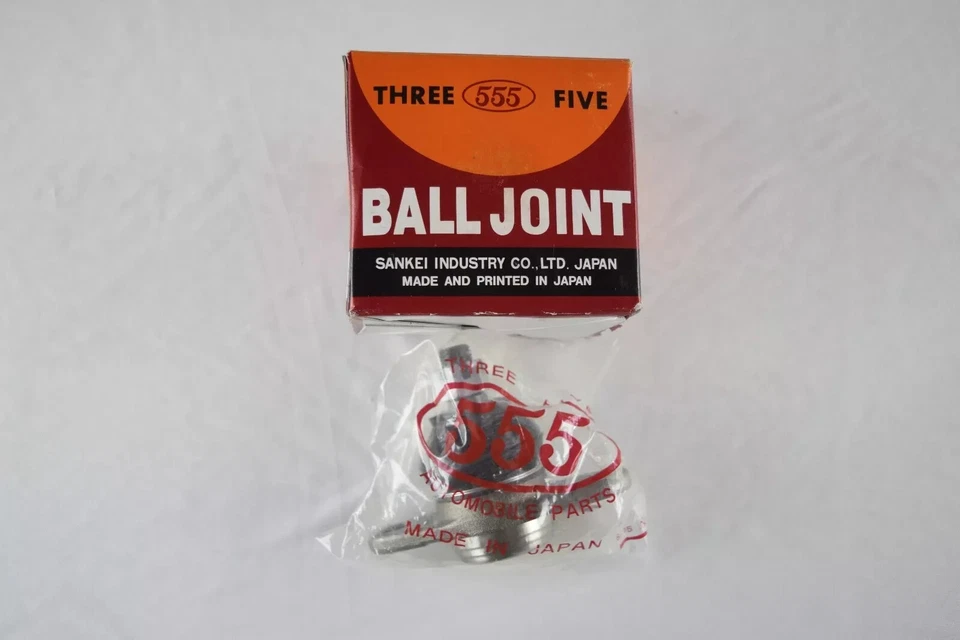 THREE 555 FIVE
BALL JOINT
SANKEI INDUSTRY CO.,LTD. JAPAN
MADE AND PRINTED IN JAPAN
THREE
555
AUTOMOBILE PARTS
MADE IN JAPAN